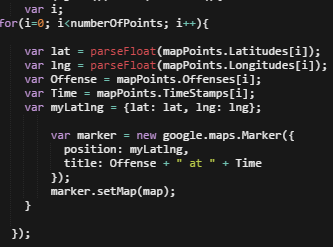 var i;
for(i=0; i<numberOfPoints; i++){
var lat = parseFloat(mapPoints.Latitudes[i]);
var lng = parseFloat(mapPoints.Longitudes[i]);
var Offense = mapPoints.Offenses[i];
var Time = mapPoints.TimeStamps[i];
var myLatlng = {lat: lat, lng: lng};
var marker = new google.maps.Marker({
position: myLatlng,
title: Offense + " at " + Time
});
marker.setMap(map);
}
});